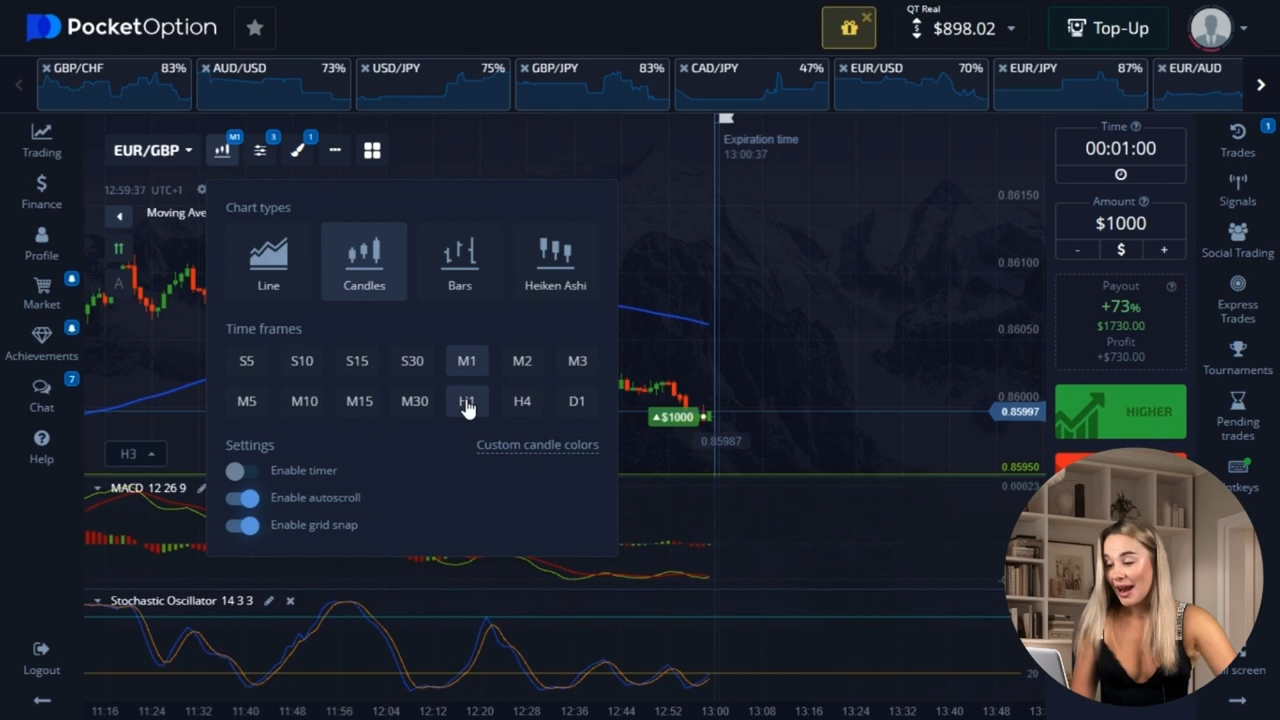 PocketOption
QT Real
$898.02
Top-Up
GBP/CHF 83%
AUD/USD 73%
USD/JPY 75%
GBP/JPY 83%
CAD/JPY 47%
EUR/USD 70%
EUR/JPY 87%
EUR/AUD
Trading
Finance
Profile
Market
Achievements
7
Chat
Help
Logout
EUR/GBP
M1
3
1
12:59:37 UTC+1
Moving Ave
A
H3
Chart types
Line
Candles
Bars
Heiken Ashi
Time frames
S5 S10 S15 S30 M1 M2 M3
M5 M10 M15 M30 H1 H4 D1
Settings
Custom candle colors
Enable timer
Enable autoscroll
Enable grid snap
Expiration time
13:00:37
0.86150
0.86100
0.86050
0.86000
0.85997
$1000
0.85987
0.85950
0.00023
MACD 12 26 9
Stochastic Oscillator 14 3 3
20
11:16 11:24 11:32 11:40 11:48 11:56 12:04 12:12 12:20 12:28 12:36 12:44 12:52 13:00 13:08 13:16 13:24 13:32 13:40 13:48 13:
Time
00:01:00
Amount
$1000
- $ +
Payout
+73%
$1730.00
Profit
+$730.00
HIGHER
1
Trades
Signals
Social Trading
Express
Trades
Tournaments
Pending
trades
otkeys
screen